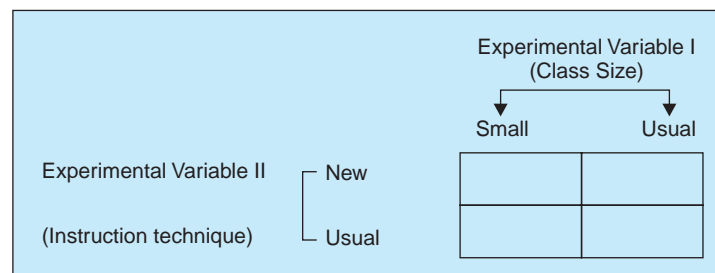 Experimental Variable I
(Class Size)
Small Usual
Experimental Variable II New
(Instruction technique) Usual